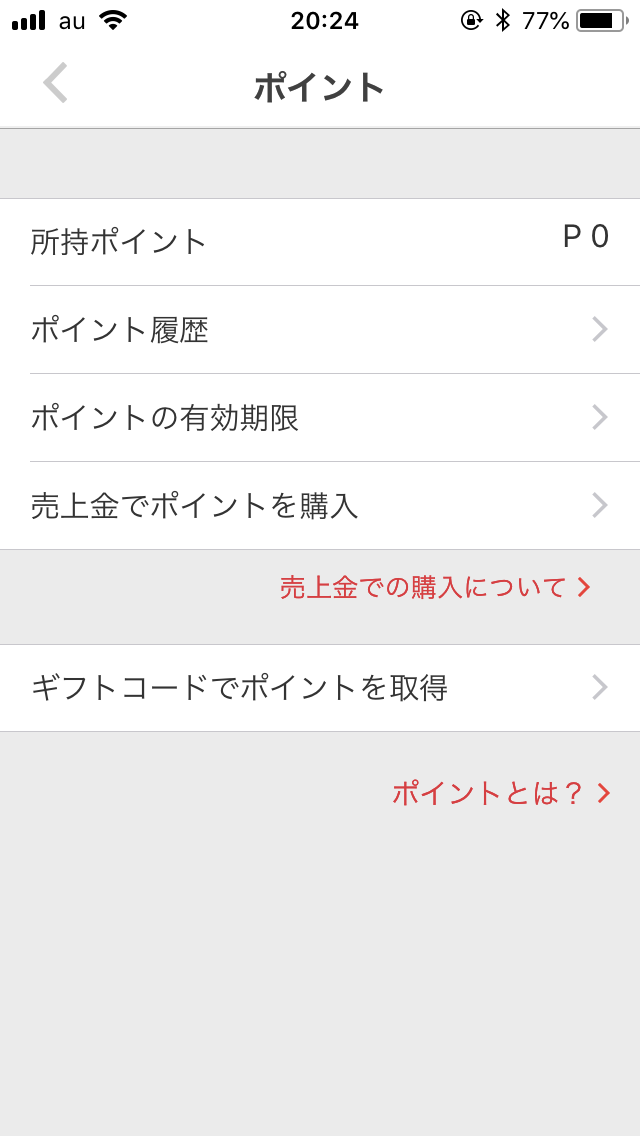 au 20:24 77%
ポイント
所持ポイント P 0
ポイント履歴
ポイントの有効期限
売上金でポイントを購入
売上金での購入について
ギフトコードでポイントを取得
ポイントとは？